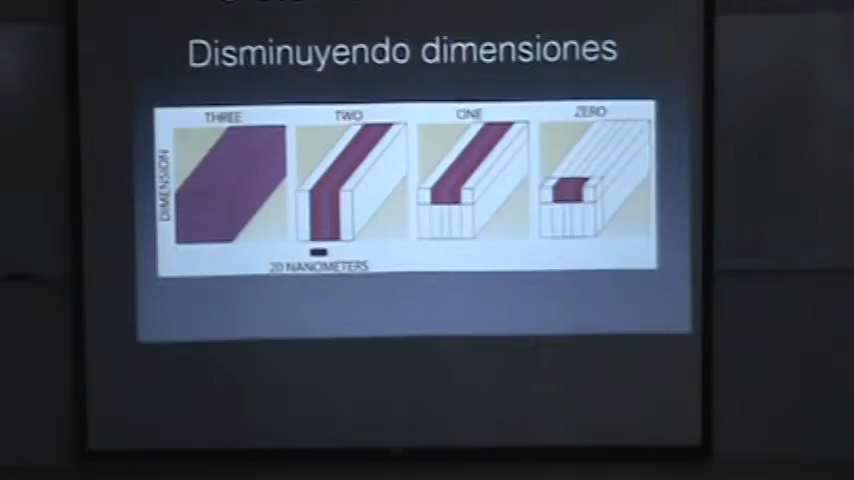 Disminuyendo dimensiones
THREE TWO ONE ZERO
DIMENSION
20 NANOMETERS